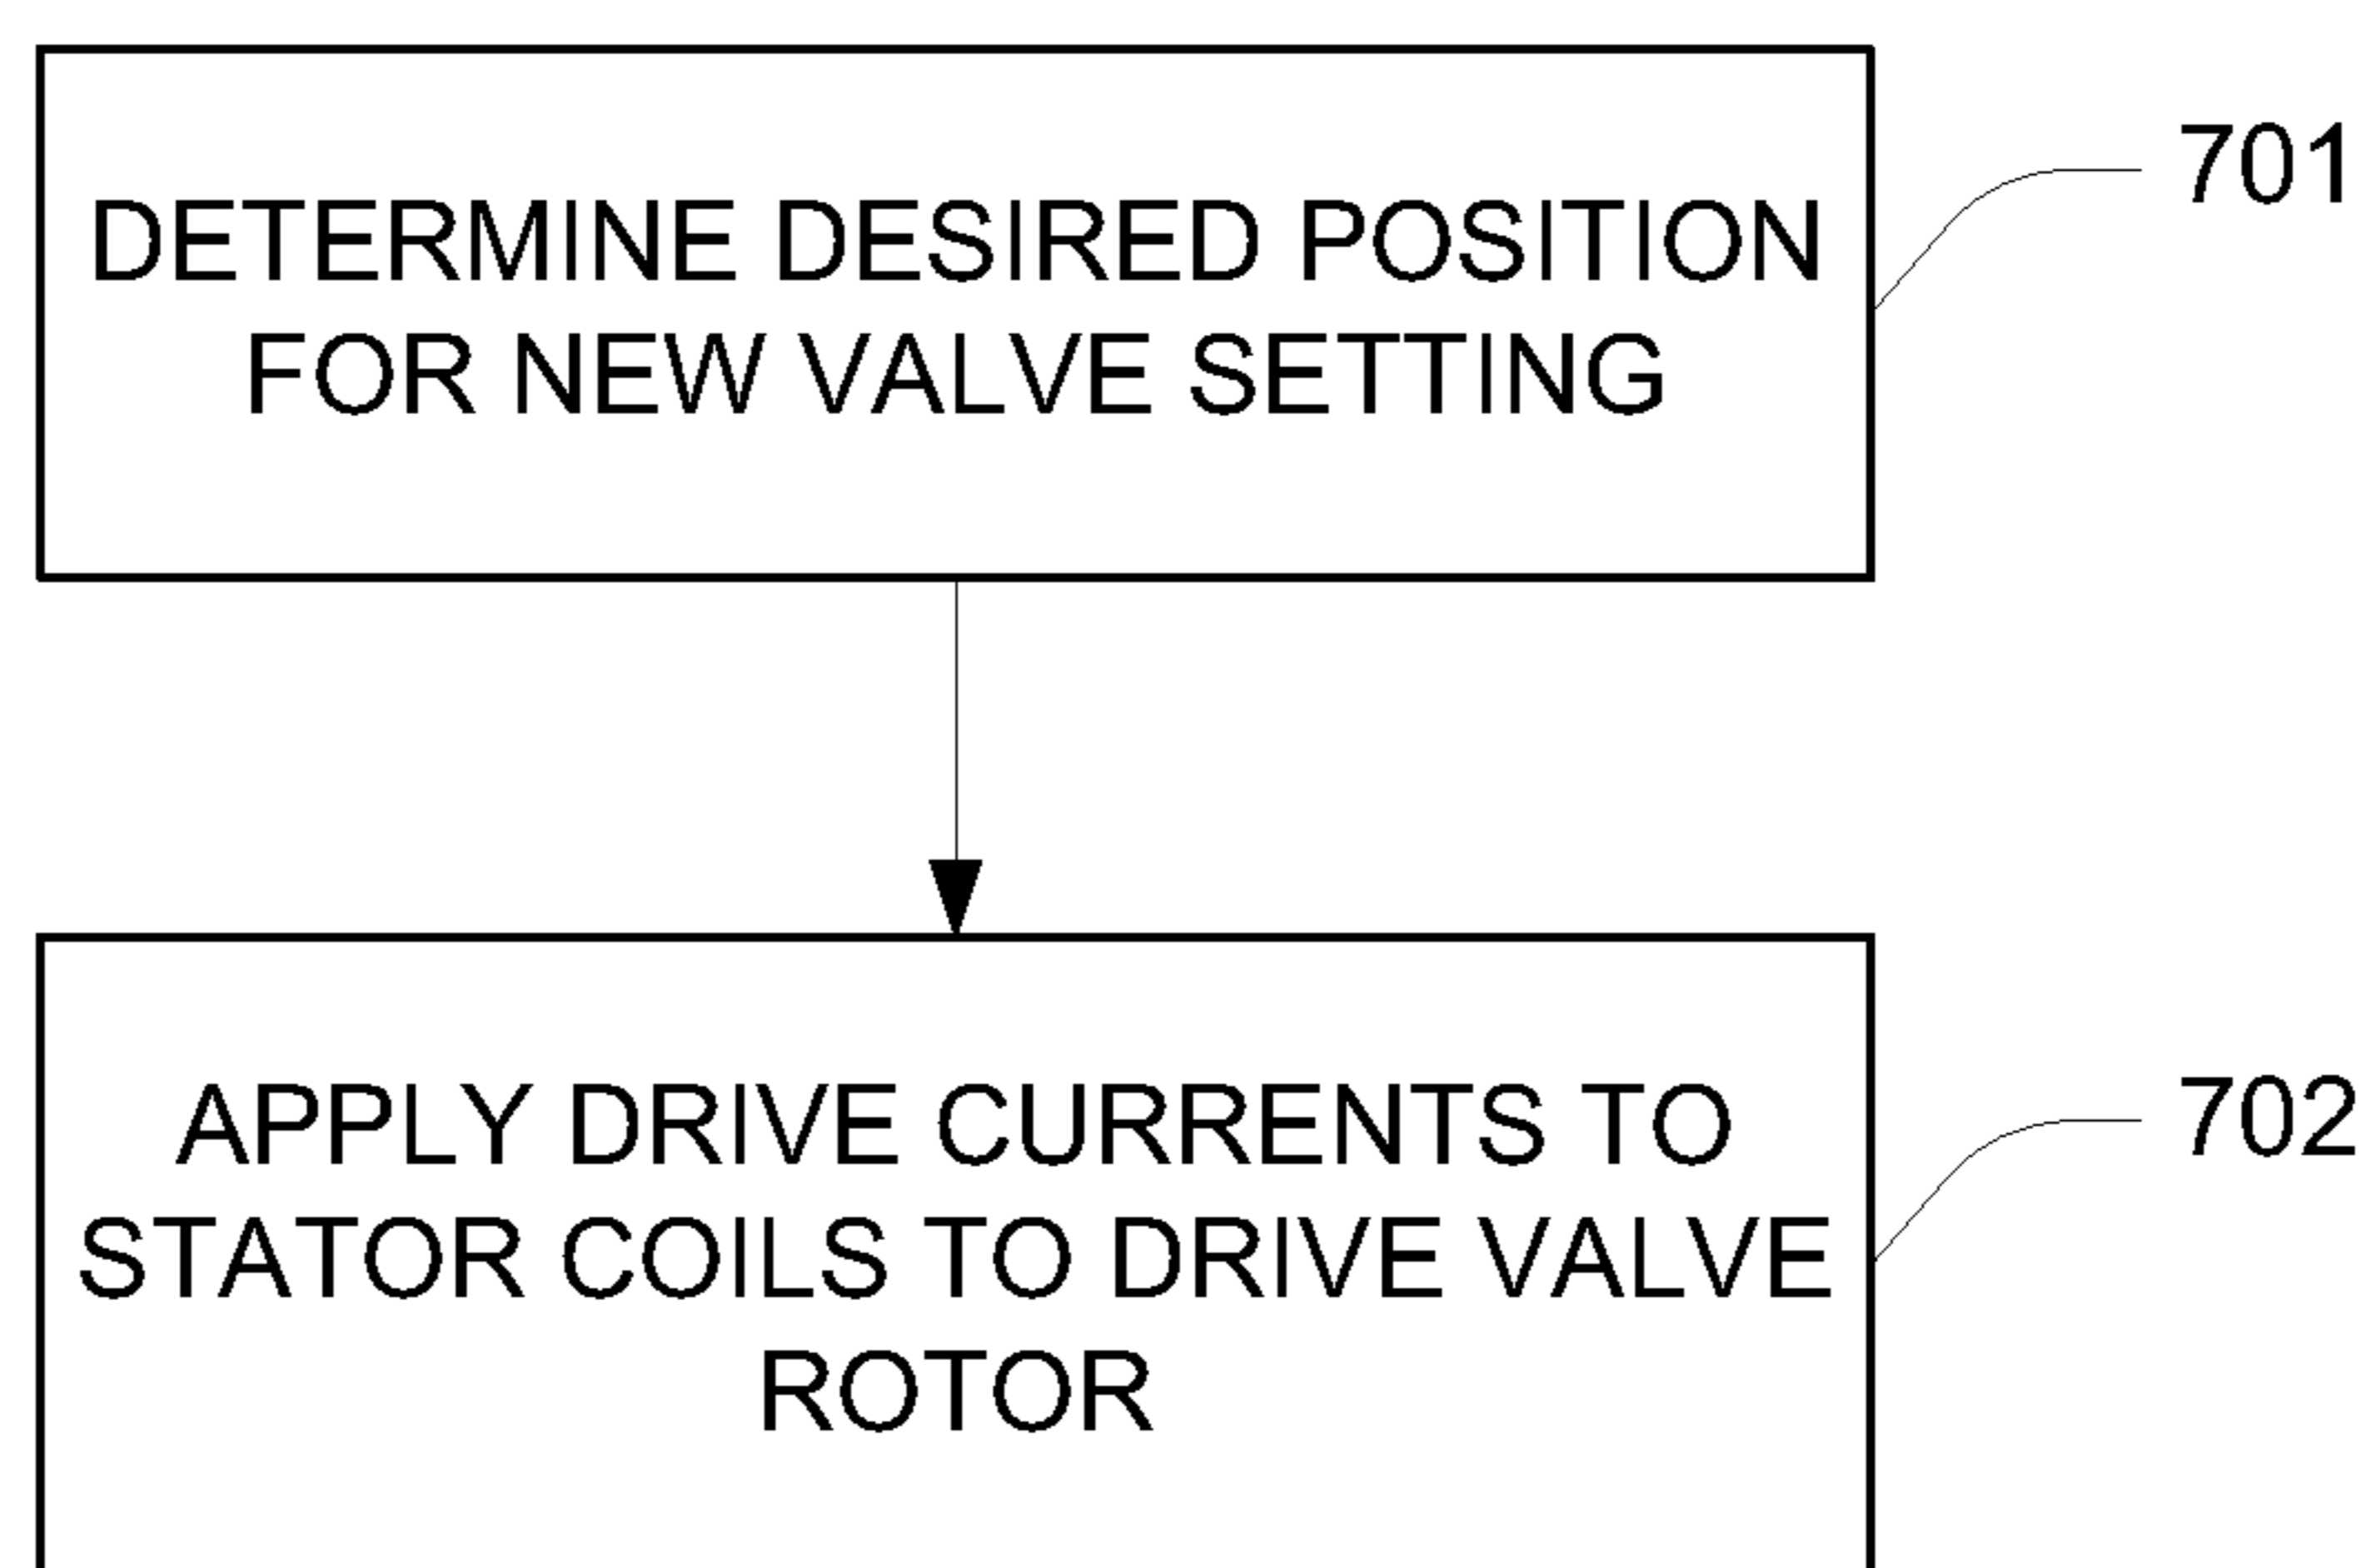 DETERMINE DESIRED POSITION
FOR NEW VALVE SETTING
701
APPLY DRIVE CURRENTS TO
STATOR COILS TO DRIVE VALVE
ROTOR
702